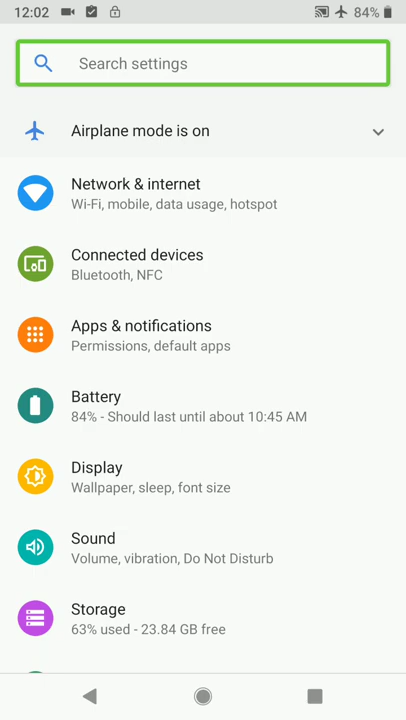 12:02
84%
Search settings
Airplane mode is on
Network & internet
Wi-Fi, mobile, data usage, hotspot
Connected devices
Bluetooth, NFC
Apps & notifications
Permissions, default apps
Battery
84% - Should last until about 10:45 AM
Display
Wallpaper, sleep, font size
Sound
Volume, vibration, Do Not Disturb
Storage
63% used - 23.84 GB free